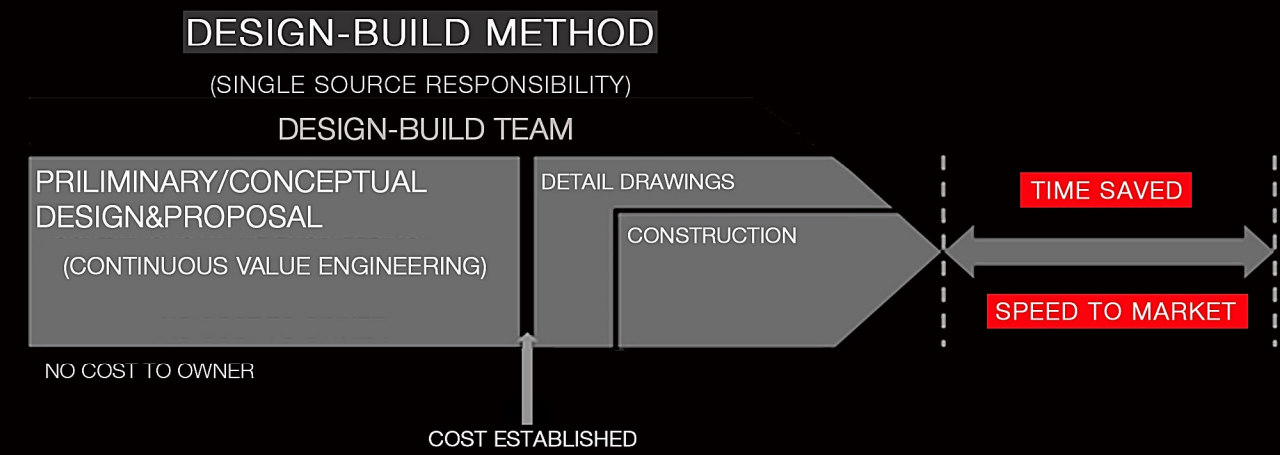 DESIGN-BUILD METHOD
(SINGLE SOURCE RESPONSIBILITY)
DESIGN-BUILD TEAM
PRILIMINARY/CONCEPTUAL
DESIGN&PROPOSAL
(CONTINUOUS VALUE ENGINEERING)
DETAIL DRAWINGS
CONSTRUCTION
TIME SAVED
SPEED TO MARKET
NO COST TO OWNER
COST ESTABLISHED